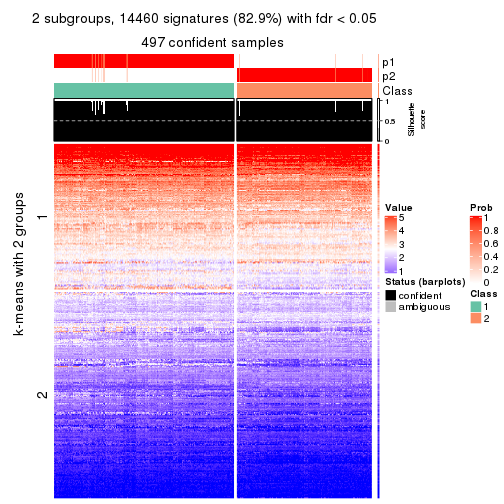 2 subgroups, 14460 signatures (82.9%) with fdr < 0.05
497 confident samples
p1
p2
Class
1
0.5
0
Silhouette
score
k-means with 2 groups
1
2
Value
5
4
3
2
1
Prob
1
0.8
0.6
0.4
0.2
0
Status (barplots)
confident
ambiguous
Class
1
2